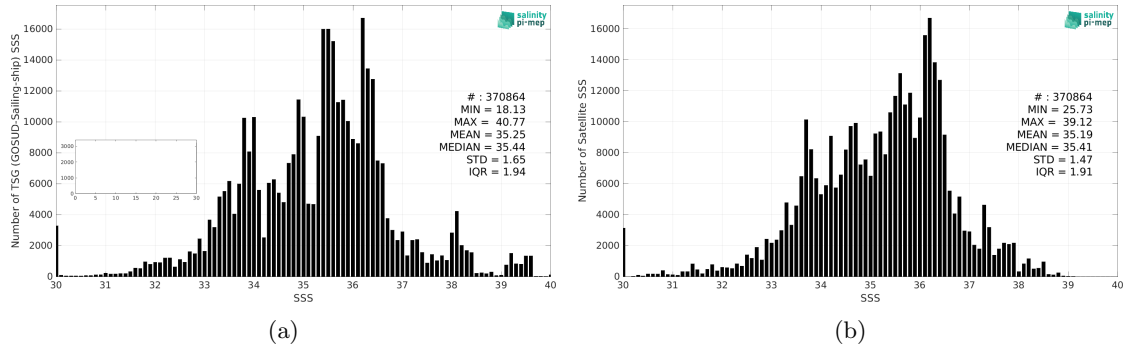 salinity
pi-mep
Number of TSG (GOSUD-Sailing-ship) SSS
16000
14000
12000
10000
8000
6000
4000
2000
0
# : 370864
MIN = 18.13
MAX = 40.77
MEAN = 35.25
MEDIAN = 35.44
STD = 1.65
IQR = 1.94
3000
2000
1000
0
0 5 10 15 20 25 30
30 31 32 33 34 35 36 37 38 39 40
SSS
(a)
salinity
pi-mep
Number of Satellite SSS
16000
14000
12000
10000
8000
6000
4000
2000
0
# : 370864
MIN = 25.73
MAX = 39.12
MEAN = 35.19
MEDIAN = 35.41
STD = 1.47
IQR = 1.91
30 31 32 33 34 35 36 37 38 39 40
SSS
(b)